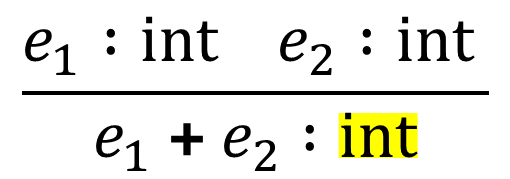 e₁ : int e₂ : int
e₁ + e₂ : int